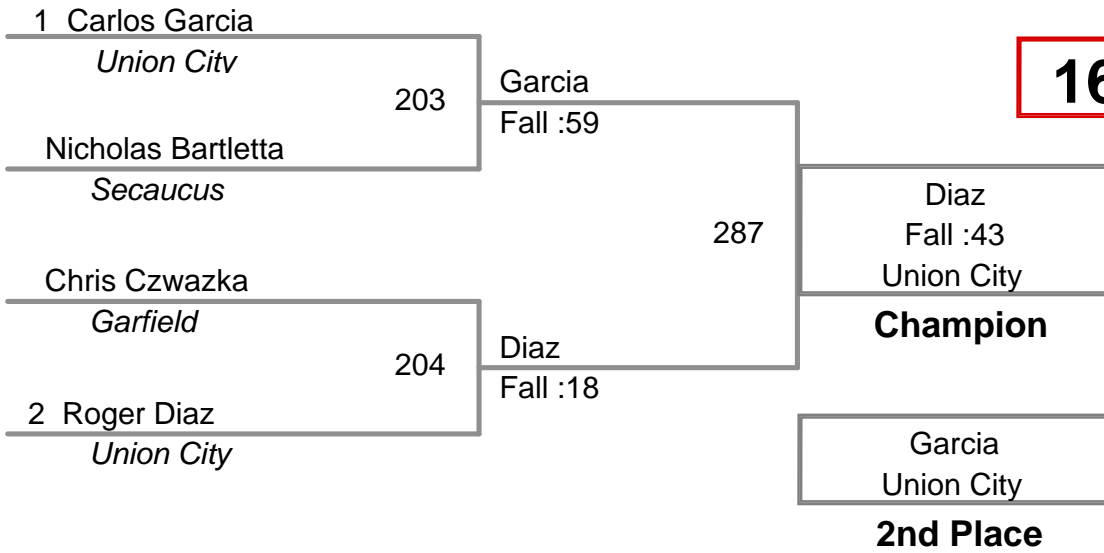 1 Carlos Garcia
Union City
203
Nicholas Bartletta
Secaucus
Garcia
Fall :59
16
287
Diaz
Fall :43
Union City
Champion
Chris Czwazka
Garfield
204
2 Roger Diaz
Union City
Diaz
Fall :18
Garcia
Union City
2nd Place